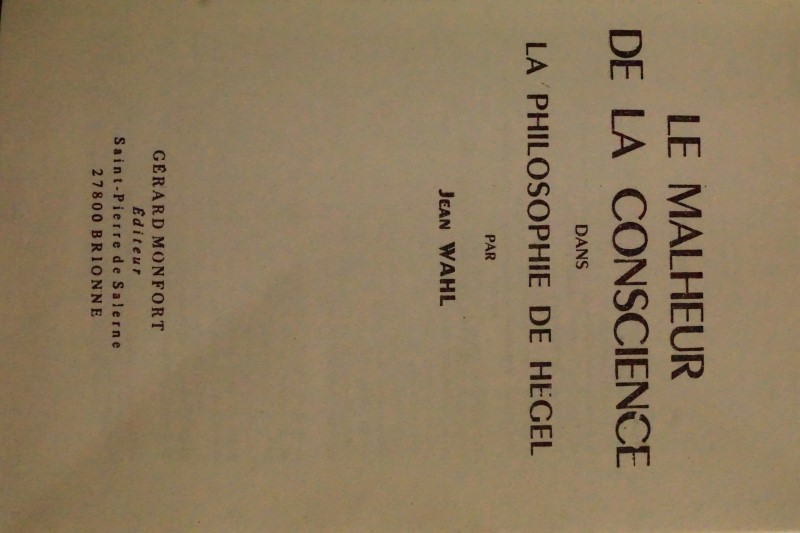 LE MALHEUR
DE LA CONSCIENCE
DANS
LA PHILOSOPHIE DE HEGEL
PAR
JEAN WAHL
GÉRARD MONFORT
Éditeur
Saint-Pierre de Salerne
27800 BRIONNE